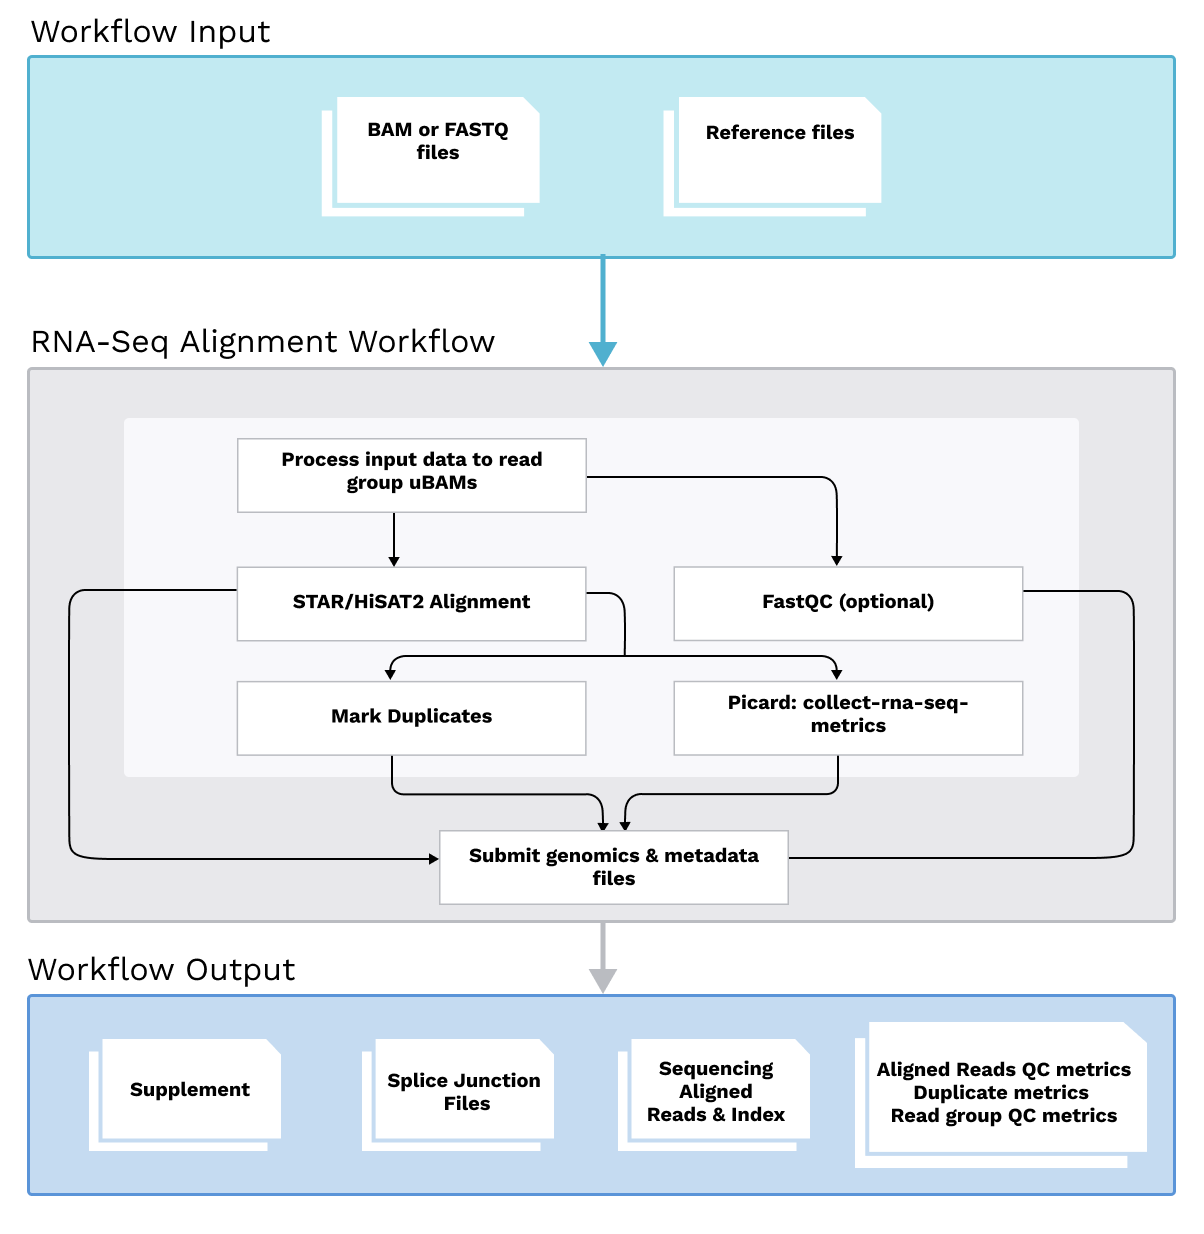 Workflow Input
BAM or FASTQ
files
Reference files
RNA-Seq Alignment Workflow
Process input data to read
group uBAMs
STAR/HiSAT2 Alignment
FastQC (optional)
Mark Duplicates
Picard: collect-rna-seq-
metrics
Submit genomics & metadata
files
Workflow Output
Supplement
Splice Junction
Files
Sequencing
Aligned
Reads & Index
Aligned Reads QC metrics
Duplicate metrics
Read group QC metrics